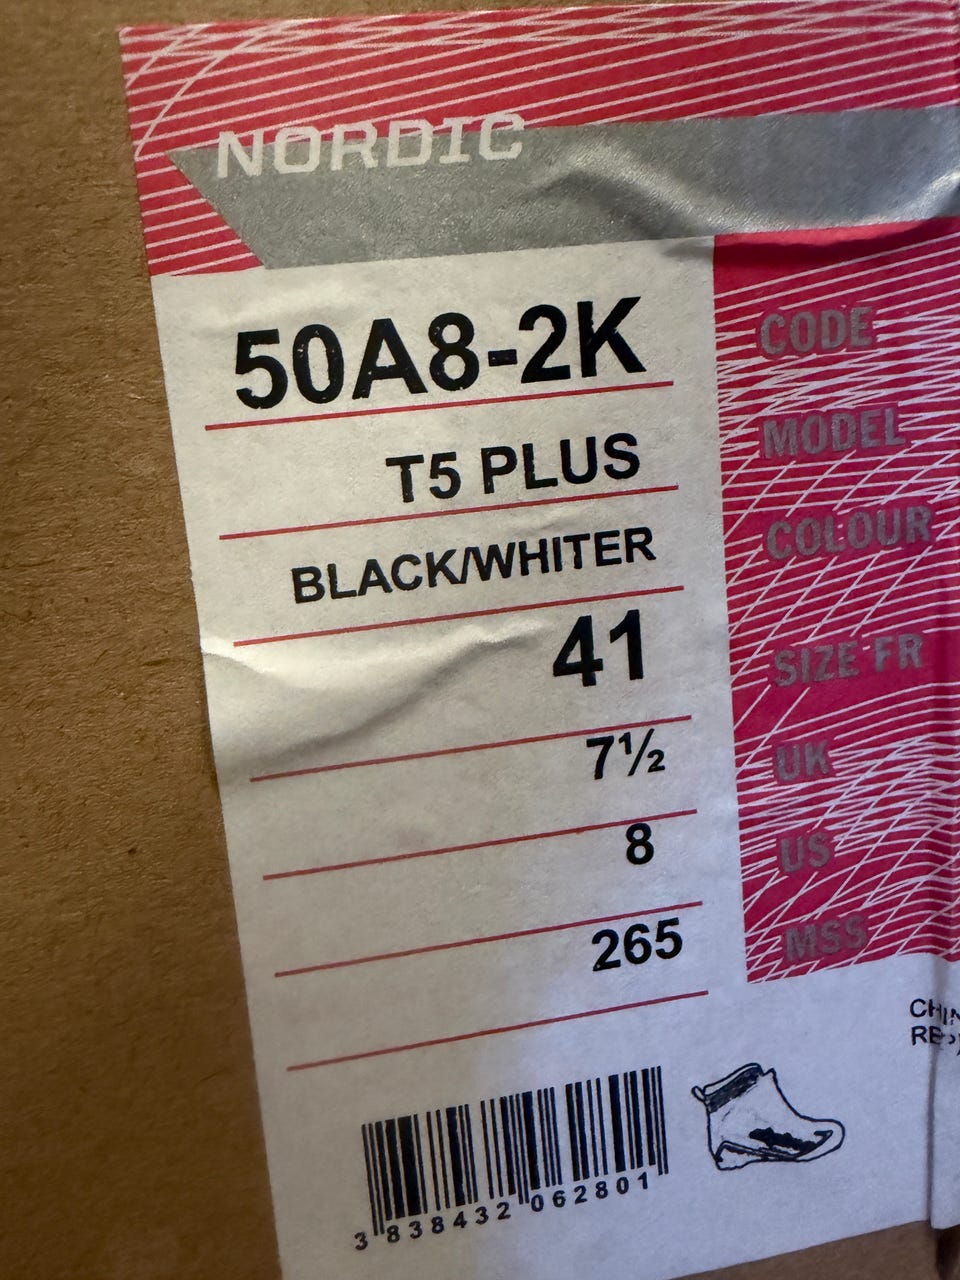 NORDIC
50A8-2K CODE
T5 PLUS MODEL
BLACK/WHITER COLOUR
41 SIZE FR
7½ UK
8 US
265 MSS
3 838432 062801